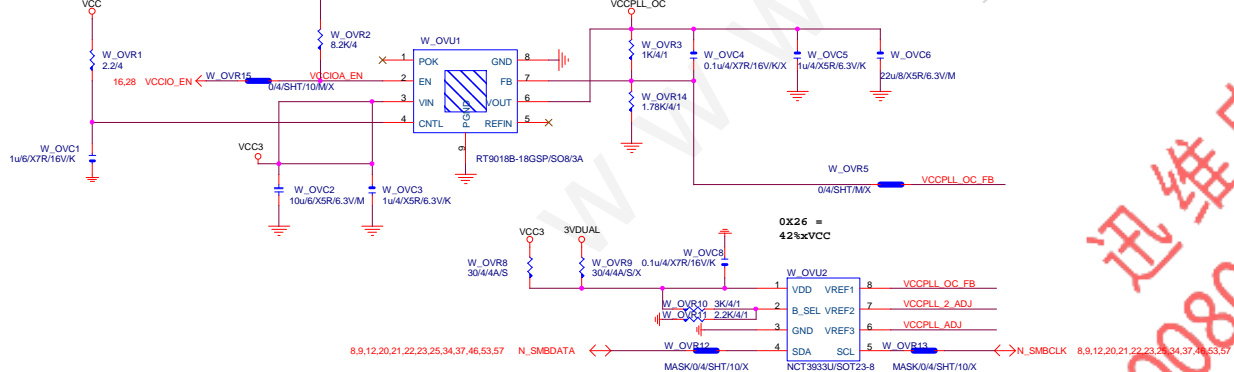 VCC
VCCPLL_OC
W_OVR1
2.2/4
W_OVR2
8.2K/4
W_OVU1
1 POK
2 EN
3 VIN
4 CNTL
GND 8
FB 7
VOUT 6
REFIN 5
PGND
9
RT9018B-18GSP/SO8/3A
16,28 VCCIO_EN
W_OVR15
0/4/SHT/10/M/X
VCCIOA_EN
W_OVR3
1K/4/1
W_OVC4
0.1u/4/X7R/16V/K/X
W_OVC5
1u/4/X5R/6.3V/K
W_OVC6
22u/8/X5R/6.3V/M
W_OVR14
1.78K/4/1
W_OVC1
1u/6/X7R/16V/K
VCC3
W_OVC2
10u/6/X5R/6.3V/M
W_OVC3
1u/4/X5R/6.3V/K
W_OVR5
0/4/SHT/M/X
VCCPLL_OC_FB
0X26 =
42%xVCC
VCC3
3VDUAL
W_OVR8
30/4/4A/S
W_OVR9
30/4/4A/S/X
W_OVC8
0.1u/4/X7R/16V/K
W_OVU2
1 VDD
2 B_SEL
3 GND
4 SDA
VREF1 8
VREF2 7
VREF3 6
SCL 5
VCCPLL_OC_FB
VCCPLL_2_ADJ
VCCPLL_ADJ
W_OVR10 3K/4/1
W_OVR11 2.2K/4/1
8,9,12,20,21,22,23,25,34,37,46,53,57 N_SMBDATA
W_OVR12
MASK/0/4/SHT/10/X
NCT3933U/SOT23-8
W_OVR13
MASK/0/4/SHT/10/X
N_SMBCLK 8,9,12,20,21,22,23,25,34,37,46,53,57
W W W
迅维
0080